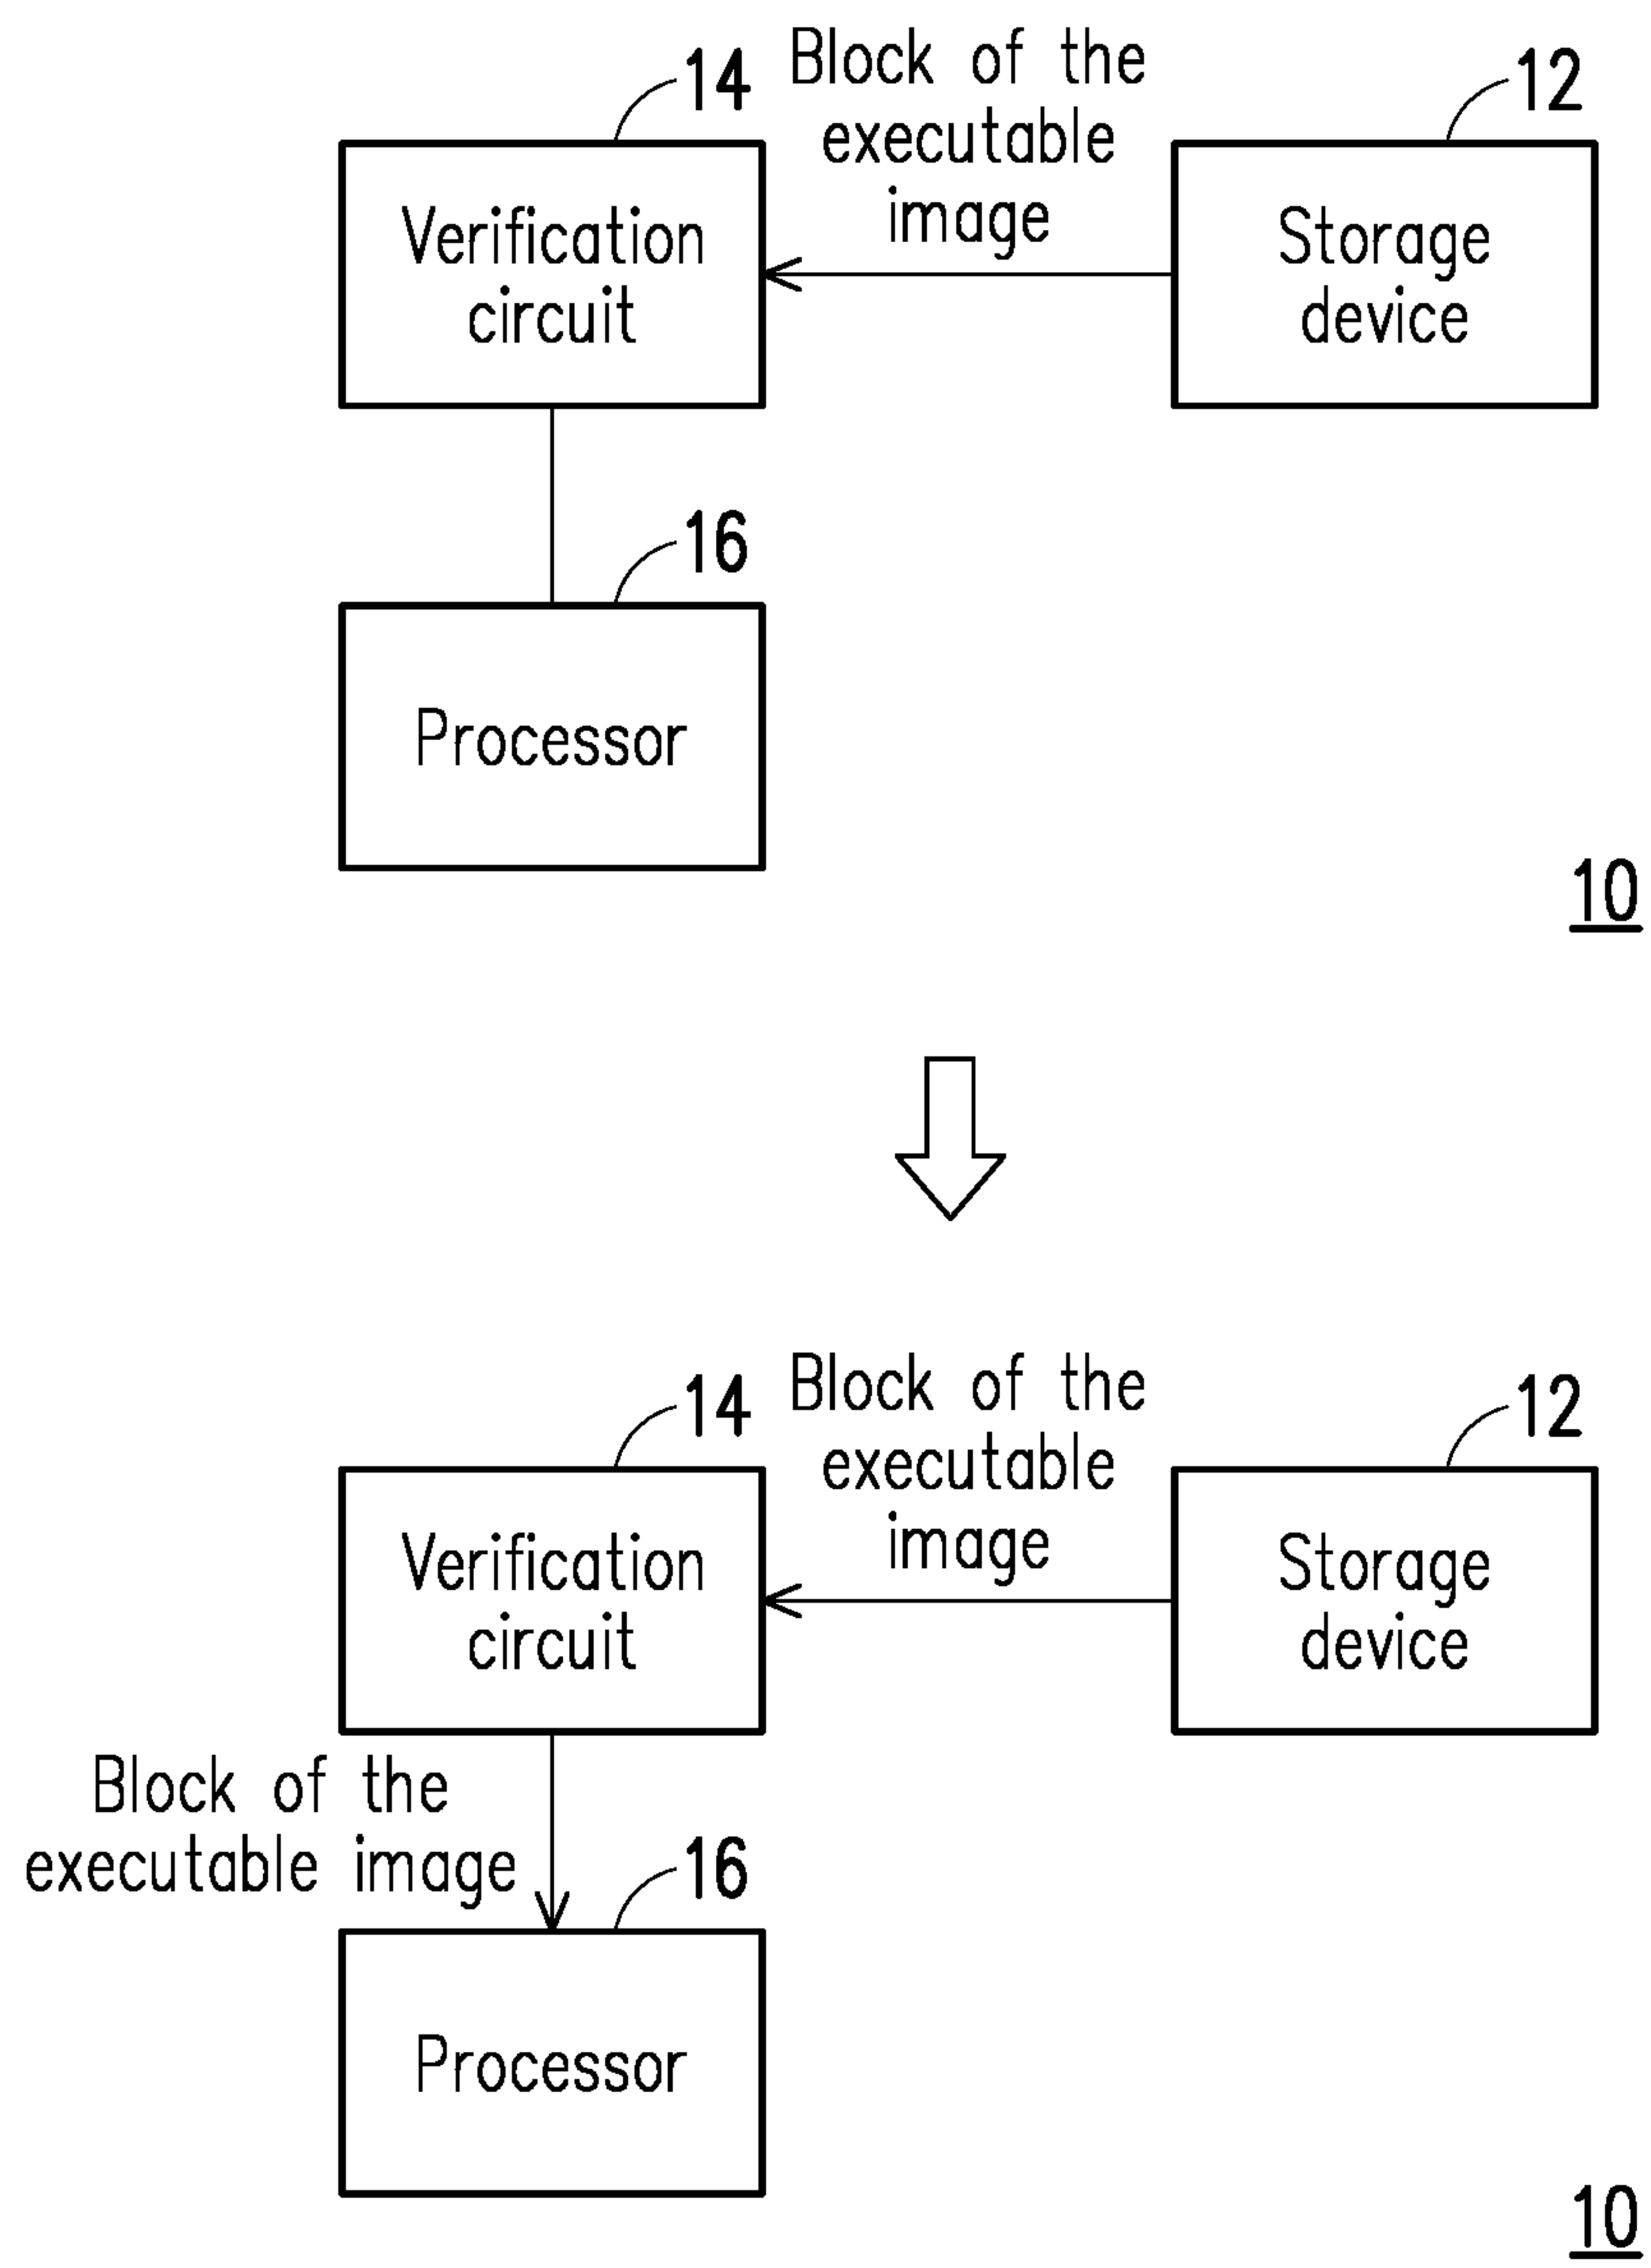 14
Block of the
executable
image
12
Verification
circuit
Storage
device
16
Processor
10
14
Block of the
executable
image
12
Verification
circuit
Storage
device
Block of the
executable image
16
Processor
10